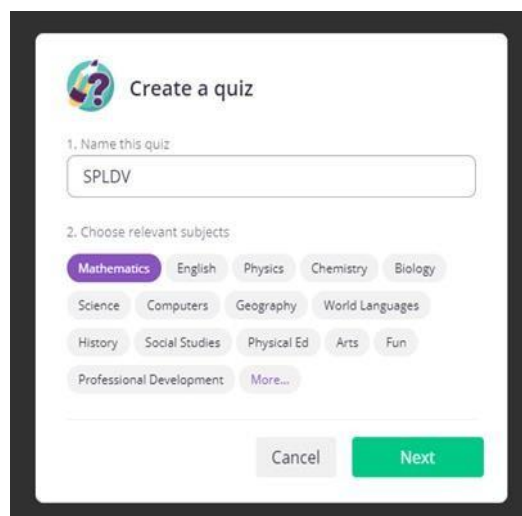 Create a quiz
1. Name this quiz
SPLDV
2. Choose relevant subjects
Mathematics English Physics Chemistry Biology
Science Computers Geography World Languages
History Social Studies Physical Ed Arts Fun
Professional Development More...
Cancel Next